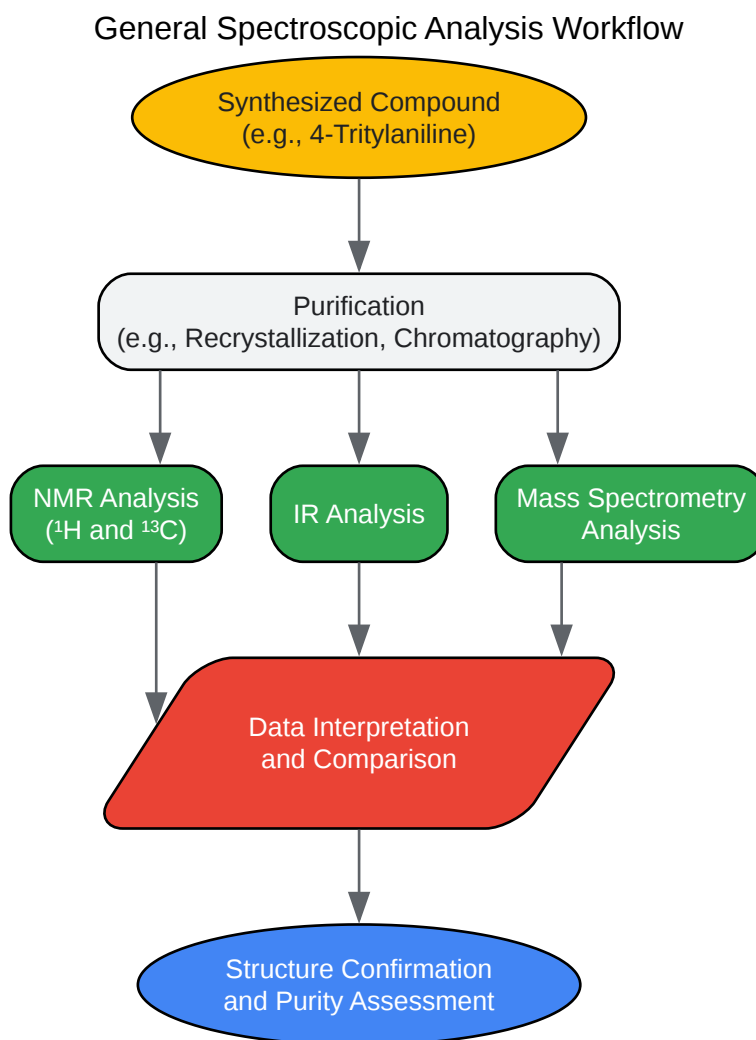 General Spectroscopic Analysis Workflow
Synthesized Compound
(e.g., 4-Tritylaniline)
Purification
(e.g., Recrystallization, Chromatography)
NMR Analysis
(¹H and ¹³C)
IR Analysis
Mass Spectrometry
Analysis
Data Interpretation
and Comparison
Structure Confirmation
and Purity Assessment